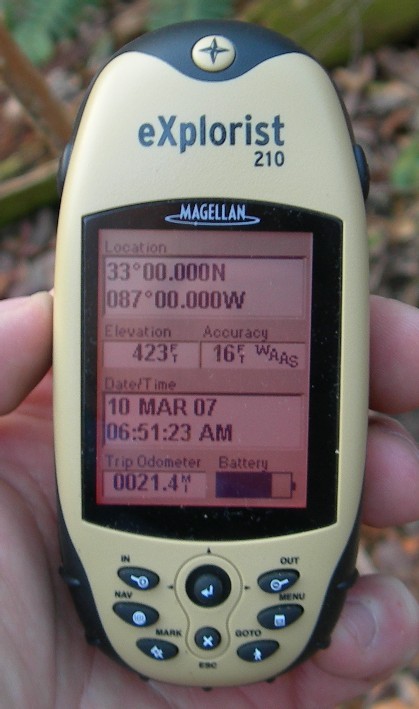 eXplorist
210
MAGELLAN
Location
33°00.000N
087°00.000W
Elevation Accuracy
423FT 16FT WAAS
Date/Time
10 MAR 07
06:51:23 AM
Trip Odometer Battery
0021.4MI
IN OUT
NAV MENU
MARK GOTO
ESC